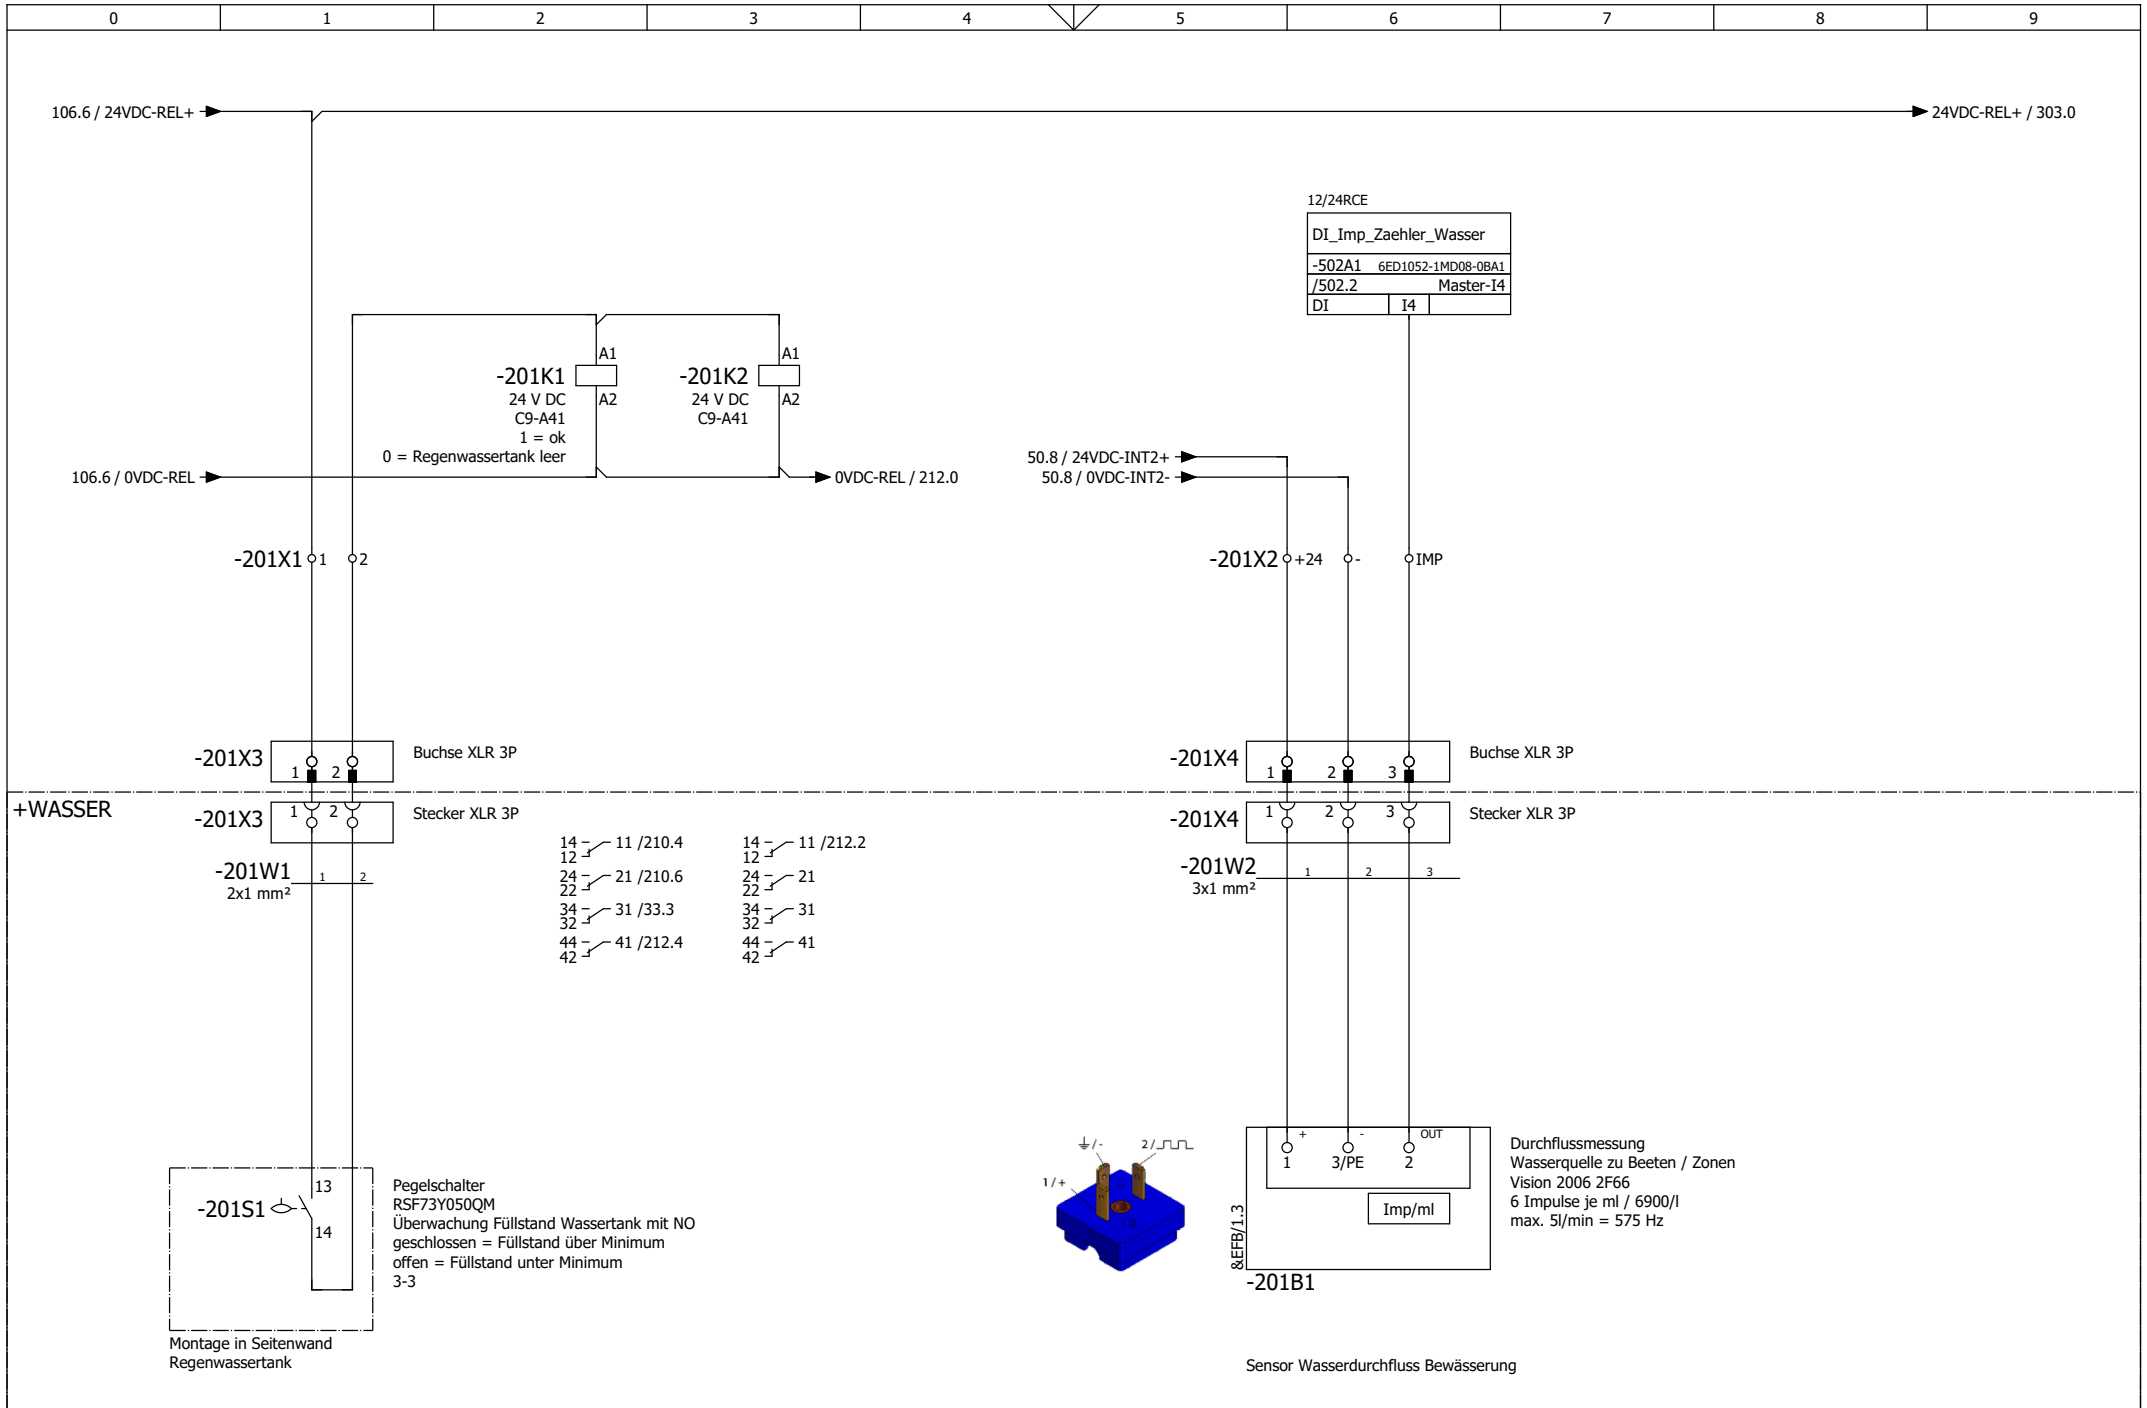 0 1 2 3 4 5 6 7 8 9
106.6 / 24VDC-REL+
24VDC-REL+ / 303.0
12/24RCE
DI_Imp_Zaehler_Wasser
-502A1 6ED1052-1MD08-0BA1
/502.2 Master-I4
DI I4
A1
-201K1
24 V DC
A2
C9-A41
1 = ok
0 = Regenwassertank leer
A1
-201K2
24 V DC
A2
C9-A41
106.6 / 0VDC-REL
0VDC-REL / 212.0
50.8 / 24VDC-INT2+
50.8 / 0VDC-INT2-
-201X1 1 2
-201X2 +24 - IMP
-201X3 1 2
Buchse XLR 3P
-201X4 1 2 3
Buchse XLR 3P
+WASSER
-201X3 1 2
Stecker XLR 3P
-201X4 1 2 3
Stecker XLR 3P
-201W1 1 2
2x1 mm²
14 11 /210.4
12
24 21 /210.6
22
34 31 /33.3
32
44 41 /212.4
42
14 11 /212.2
12
24 21
22
34 31
32
44 41
42
-201W2 1 2 3
3x1 mm²
13
-201S1
14
Pegelschalter
RSF73Y050QM
Überwachung Füllstand Wassertank mit NO
geschlossen = Füllstand über Minimum
offen = Füllstand unter Minimum
3-3
Montage in Seitenwand
Regenwassertank
/-
2/
1/+
+ - OUT
1 3/PE 2
Imp/ml
&EFB/1.3
-201B1
Durchflussmessung
Wasserquelle zu Beeten / Zonen
Vision 2006 2F66
6 Impulse je ml / 6900/l
max. 5l/min = 575 Hz
Sensor Wasserdurchfluss Bewässerung